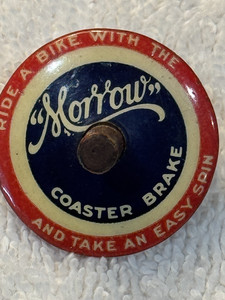 RIDE A BIKE WITH THE
"Morrow"
COASTER BRAKE
AND TAKE AN EASY SPIN